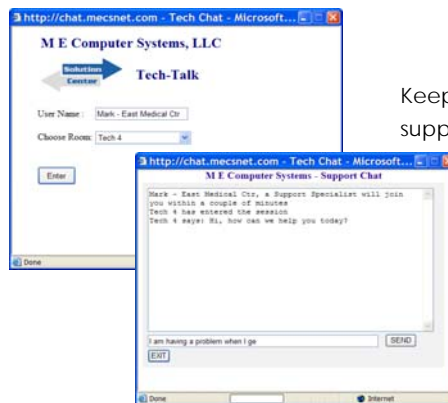 http://chat.mecsnet.com - Tech Chat - Microsoft...
M E Computer Systems, LLC
Solution
Center
Tech-Talk
User Name :
Mark - East Medical Ctr
Choose Room:
Tech 4
Enter
Done
Keep
supp
http://chat.mecsnet.com - Tech Chat - Microsoft...
M E Computer Systems - Support Chat
Mark - East Medical Ctr, a Support Specialist will join
you within a couple of minutes
Tech 4 has entered the session
Tech 4 says: Hi, how can we help you today?
I am having a problem when I ge
SEND
EXIT
Done
Internet